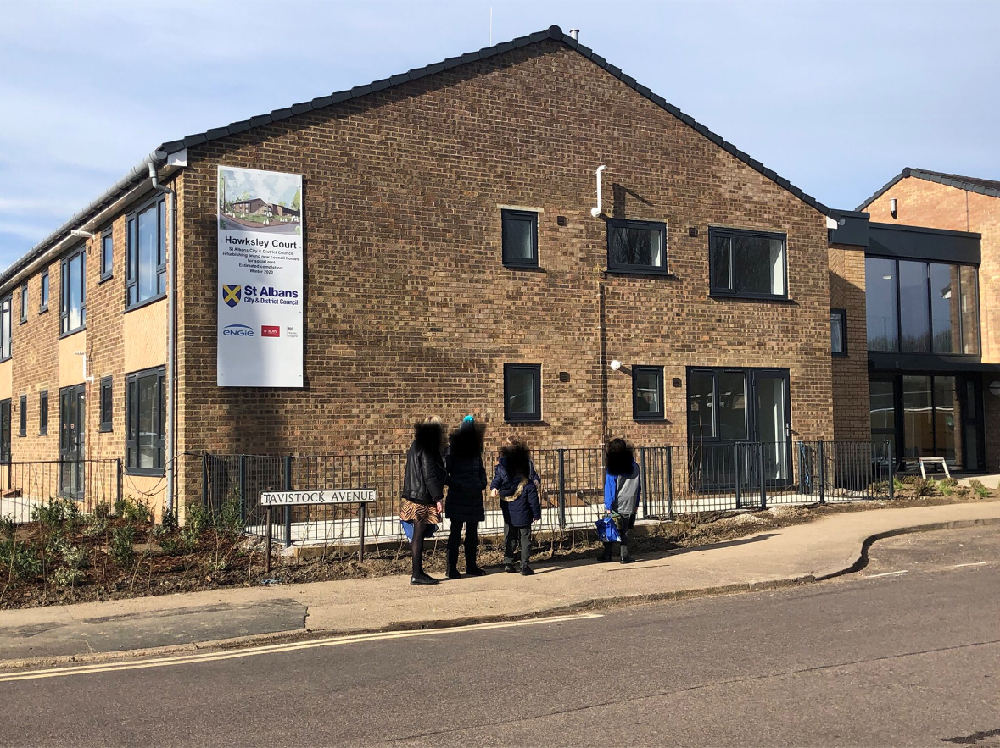 Hawksley Court
St Albans City & District Council
refurbishing brand new council homes
for social rent
Estimated completion:
Winter 2020
St Albans
City & District Council
ENGIE
TAVISTOCK AVENUE